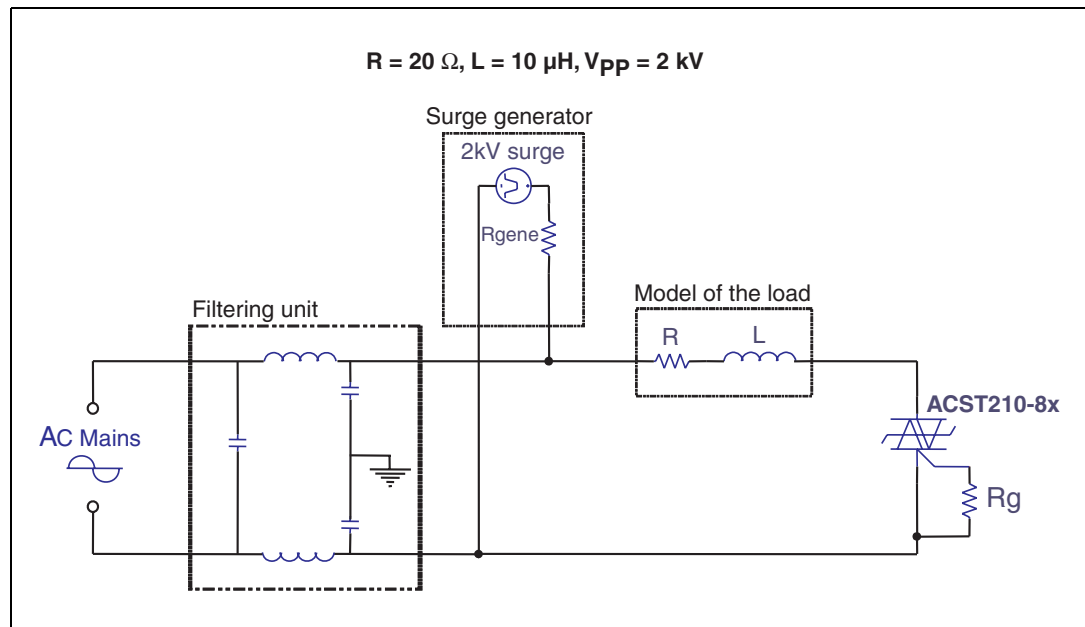 R = 20 Ω, L = 10 µH, VPP = 2 kV
Surge generator
2kV surge
Rgene
Model of the load
R
L
Filtering unit
ACST210-8x
AC Mains
Rg